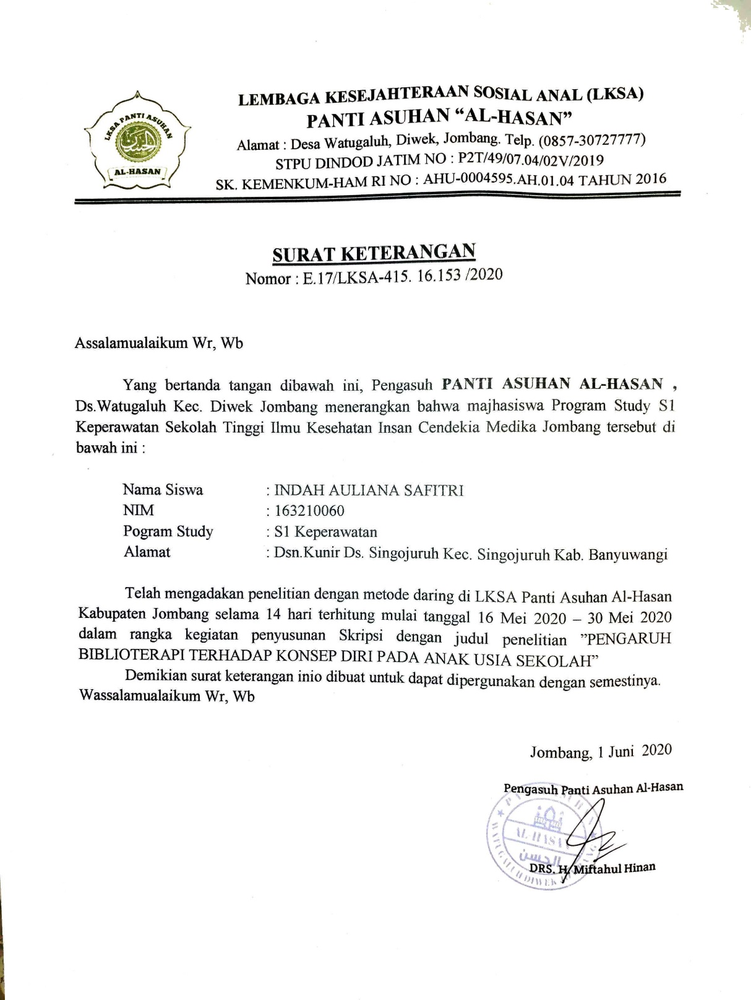 LEMBAGA KESEJAHTERAAN SOSIAL ANAL (LKSA)
PANTI ASUHAN “AL-HASAN”
Alamat : Desa Watugaluh, Diwek, Jombang. Telp. (0857-30727777)
STPU DINDOD JATIM NO : P2T/49/07.04/02V/2019
SK. KEMENKUM-HAM RI NO : AHU-0004595.AH.01.04 TAHUN 2016
LKSA PANTI ASUHAN
AL-HASAN
SURAT KETERANGAN
Nomor : E.17/LKSA-415. 16.153 /2020
Assalamualaikum Wr, Wb
Yang bertanda tangan dibawah ini, Pengasuh PANTI ASUHAN AL-HASAN ,
Ds.Watugaluh Kec. Diwek Jombang menerangkan bahwa majhasiswa Program Study S1
Keperawatan Sekolah Tinggi Ilmu Kesehatan Insan Cendekia Medika Jombang tersebut di
bawah ini :
Nama Siswa : INDAH AULIANA SAFITRI
NIM : 163210060
Pogram Study : S1 Keperawatan
Alamat : Dsn.Kunir Ds. Singojuruh Kec. Singojuruh Kab. Banyuwangi
Telah mengadakan penelitian dengan metode daring di LKSA Panti Asuhan Al-Hasan
Kabupaten Jombang selama 14 hari terhitung mulai tanggal 16 Mei 2020 – 30 Mei 2020
dalam rangka kegiatan penyusunan Skripsi dengan judul penelitian ”PENGARUH
BIBLIOTERAPI TERHADAP KONSEP DIRI PADA ANAK USIA SEKOLAH”
Demikian surat keterangan inio dibuat untuk dapat dipergunakan dengan semestinya.
Wassalamualaikum Wr, Wb
Jombang, 1 Juni 2020
Pengasuh Panti Asuhan Al-Hasan
AL-HASAN
الحسن
DRS. H. Miftahul Hinan